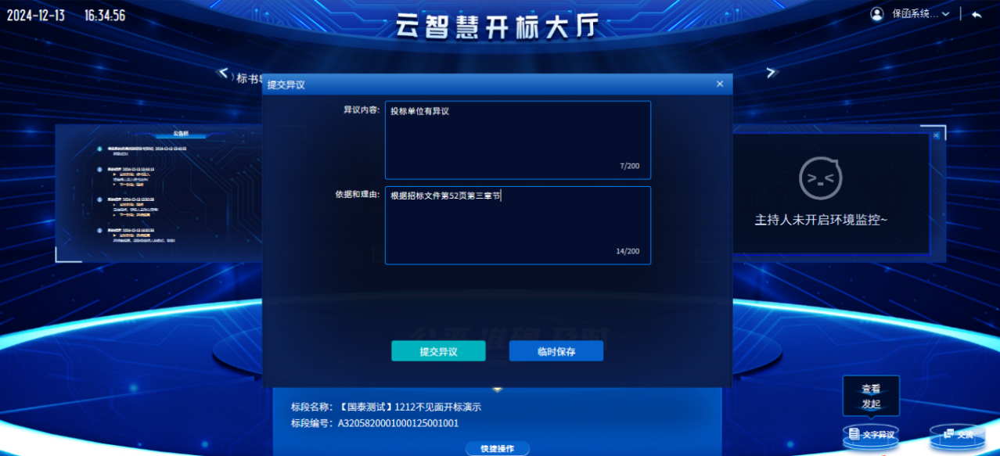 2024-12-13 16:34:56
云智慧开标大厅
保函系统...
标书
提交异议
异议内容:
投标单位有异议
7/200
依据和理由:
根据招标文件第52页第三章节
14/200
提交异议
临时保存
公告栏
主持人未开启环境监控~
标段名称：【国泰测试】1212不见面开标演示
标段编号：A3205820001000125001001
快捷操作
查看
发起
文字异议
交流